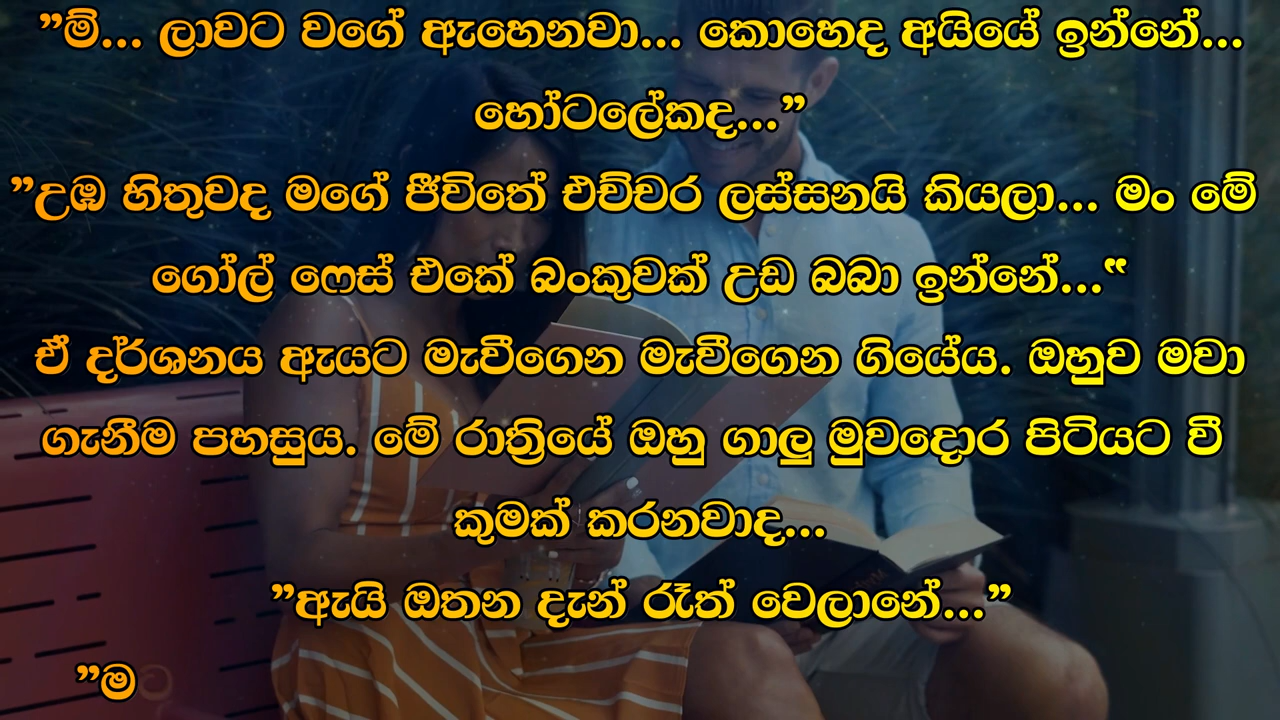 ”ම්... ලාවට වගේ ඇහෙනවා... කොහෙද අයියේ ඉන්නේ...
හෝටලේකද...”
”උඹ හිතුවද මගේ ජීවිතේ එච්චර ලස්සනයි කියලා... මං මේ
ගෝල් ෆේස් එකේ බංකුවක් උඩ බබා ඉන්නේ...“
ඒ දර්ශනය ඇයට මැවීගෙන මැවීගෙන ගියේය. ඔහුව මවා
ගැනීම පහසුය. මේ රාත්‍රියේ ඔහු ගාලු මුවදොර පිටියට වී
කුමක් කරනවාද...
”ඇයි ඔතන දැන් රෑත් වෙලානේ...”
”මට